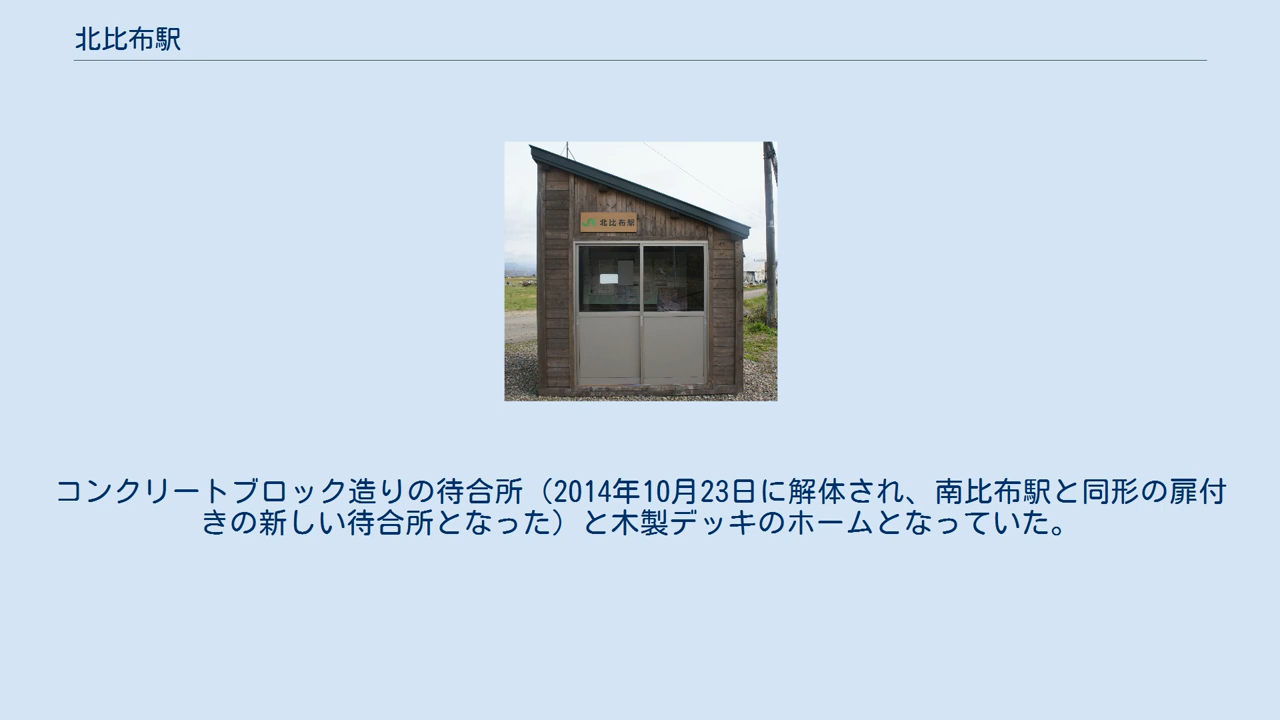 北比布駅
JR 北比布駅
コンクリートブロック造りの待合所（2014年10月23日に解体され、南比布駅と同形の扉付
きの新しい待合所となった）と木製デッキのホームとなっていた。